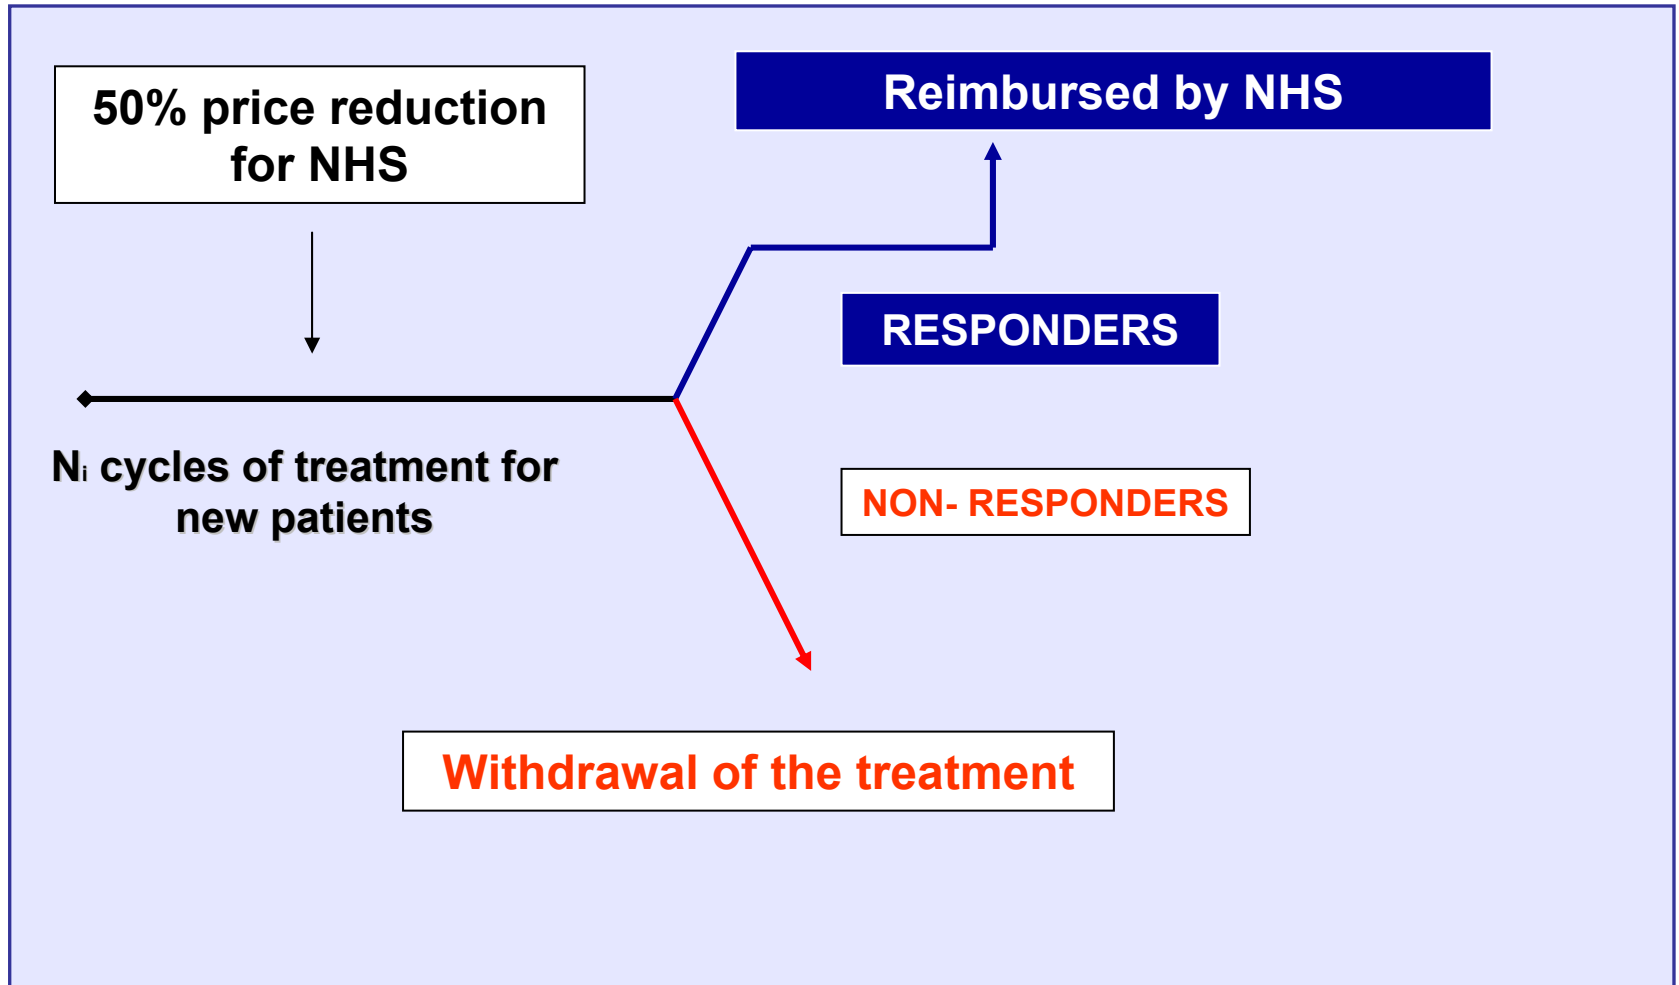 50% price reduction
for NHS
Reimbursed by NHS
RESPONDERS
Ni cycles of treatment for
new patients
NON- RESPONDERS
Withdrawal of the treatment